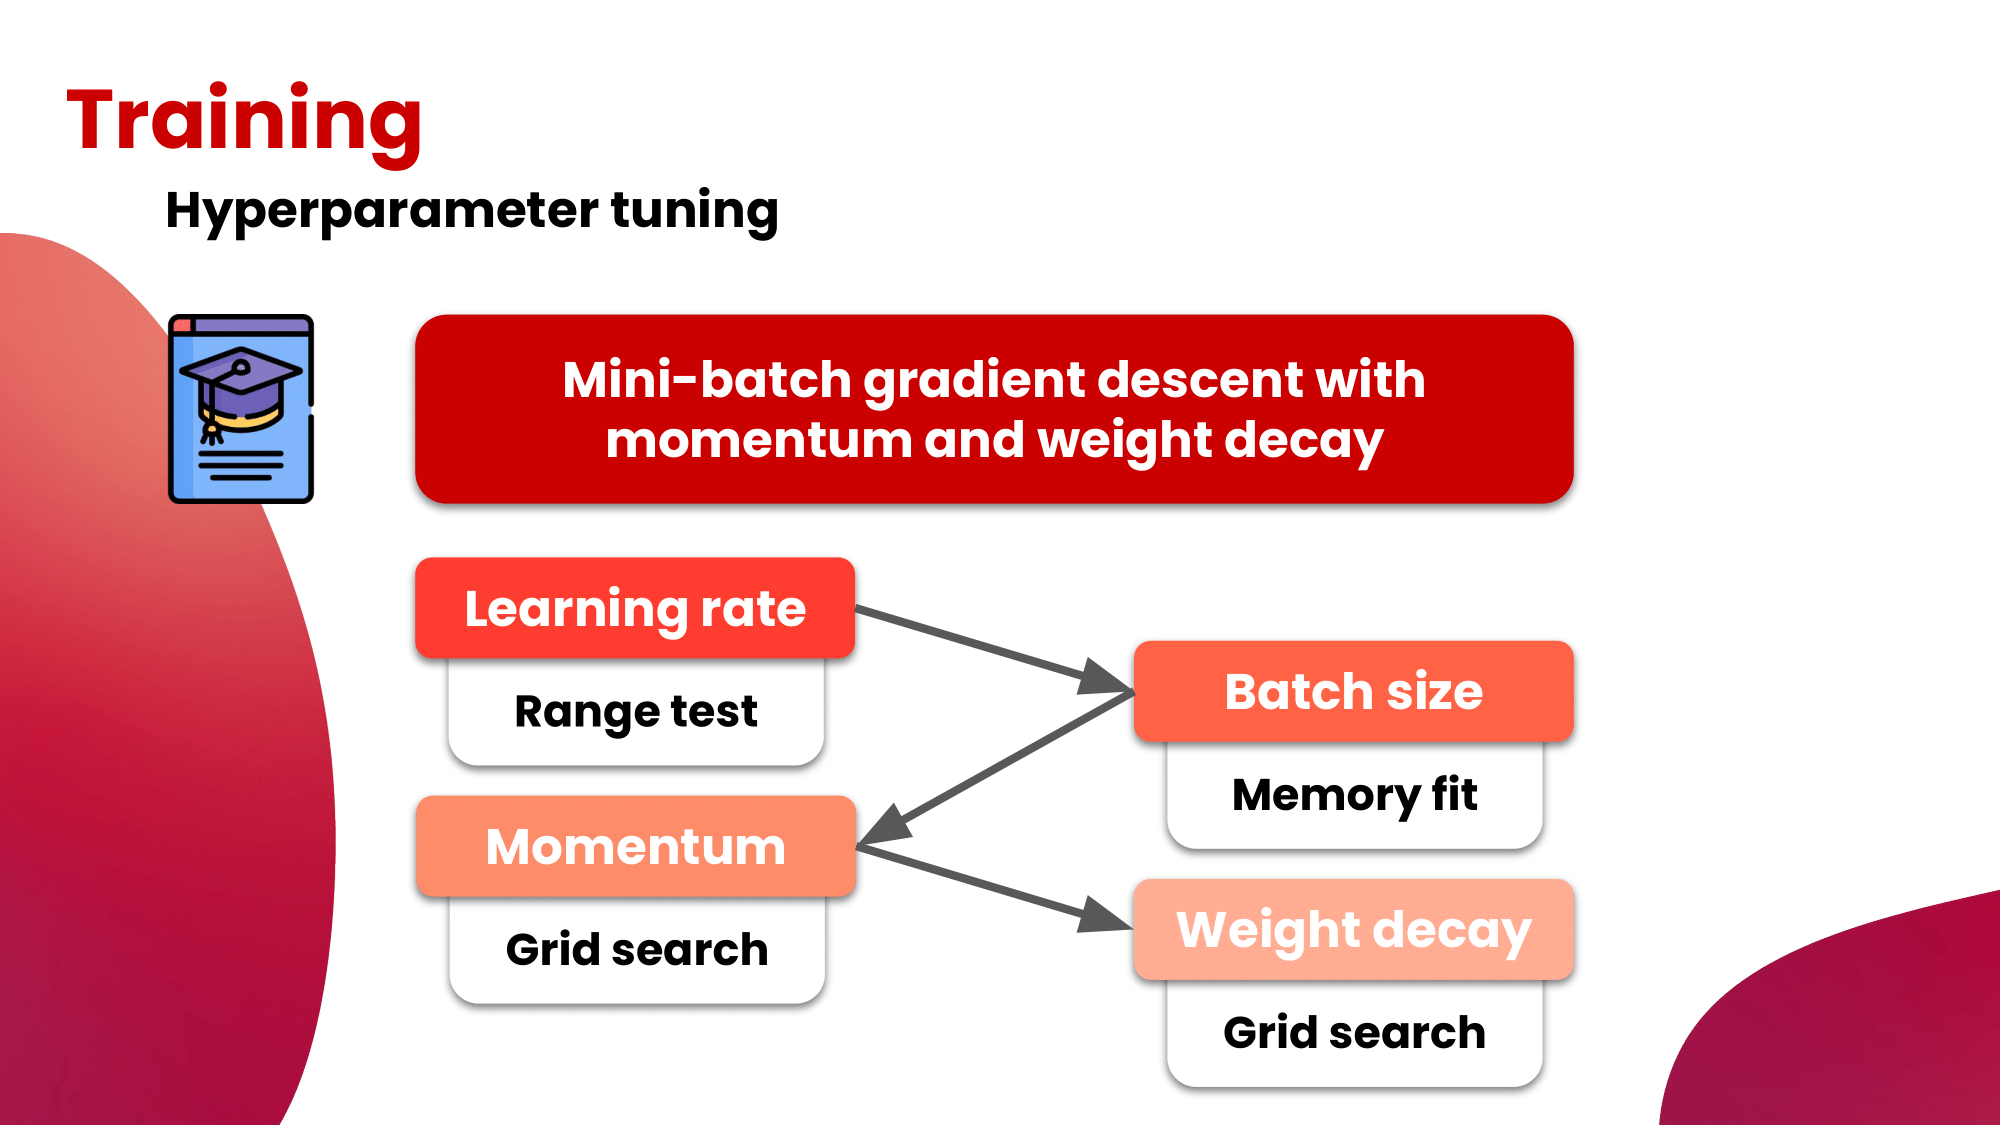 Training
Hyperparameter tuning
Mini-batch gradient descent with
momentum and weight decay
Learning rate
Range test
Batch size
Memory fit
Momentum
Grid search
Weight decay
Grid search